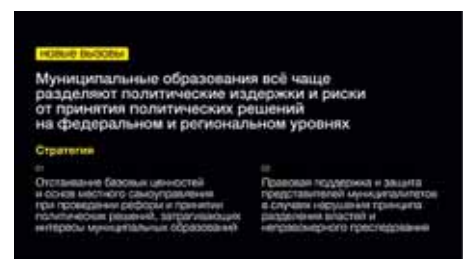 НОВЫЕ ВЫЗОВЫ
Муниципальные образования всё чаще
разделяют политические издержки и риски
от принятия политических решений
на федеральном и региональном уровнях
Стратегия
01
Отстаивание базовых ценностей
и основ местного самоуправления
при проведении реформ и принятии
политических решений, затрагивающих
интересы муниципальных образований
02
Правовая поддержка и защита
представителей муниципалитетов
в случаях нарушения принципа
разделения властей и
неправомерного преследования